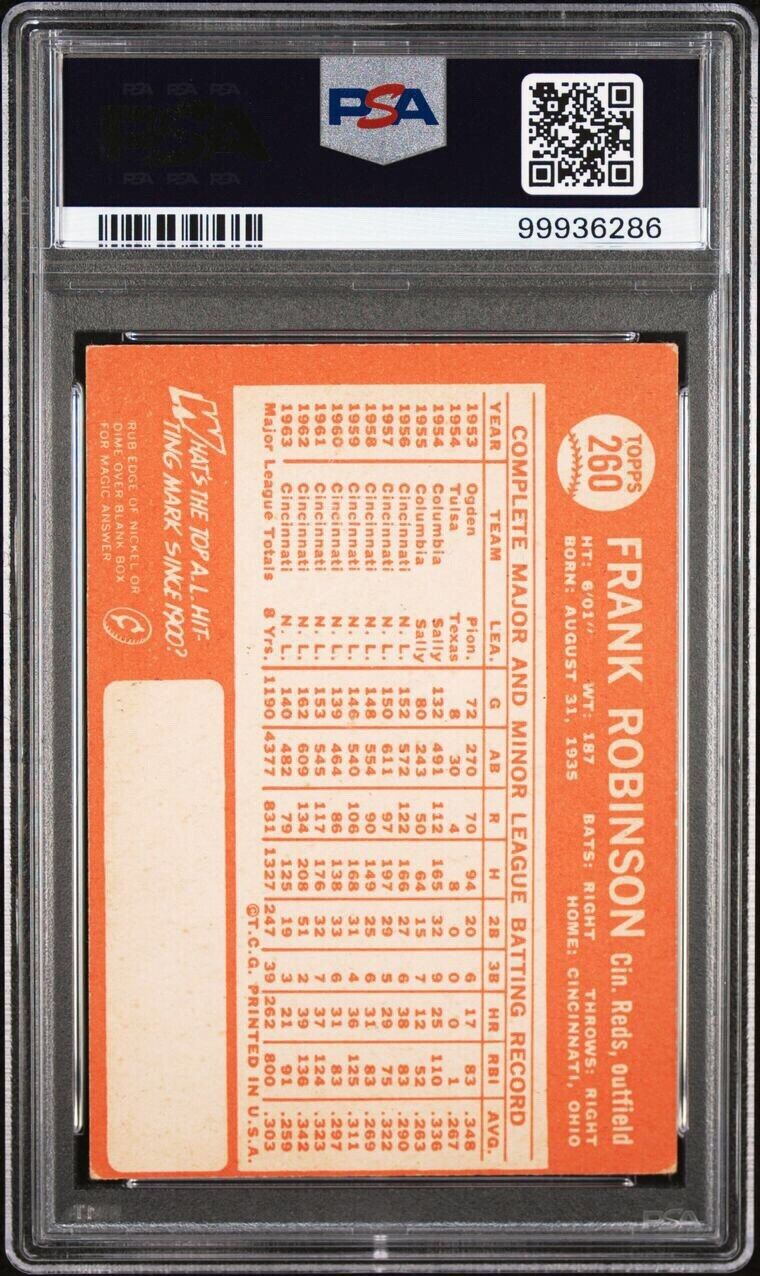 PSA PSA PSA
PSA
PSA PSA PSA
PSA
99936286
TOPPS
260
FRANK ROBINSON Cin. Reds, outfield
HT: 6'01" WT: 187 BATS: RIGHT THROWS: RIGHT
BORN: AUGUST 31, 1935 HOME: CINCINNATI, OHIO
COMPLETE MAJOR AND MINOR LEAGUE BATTING RECORD
YEAR TEAM LEA. G AB R H 2B 3B HR RBI AVG.
1953 Ogden Pion. 72 270 70 94 20 6 17 83 .348
1954 Tulsa Texas 8 30 4 8 0 0 0 1 .267
1954 Columbia Sally 132 491 112 165 32 9 25 110 .336
1955 Columbia Sally 80 243 50 64 15 7 12 52 .263
1956 Cincinnati N. L. 152 572 122 166 27 6 38 83 .290
1957 Cincinnati N. L. 150 611 97 197 29 5 29 75 .322
1958 Cincinnati N. L. 148 554 90 149 25 6 31 83 .269
1959 Cincinnati N. L. 146 540 106 168 31 4 36 125 .311
1960 Cincinnati N. L. 139 464 86 138 33 6 31 83 .297
1961 Cincinnati N. L. 153 545 117 176 32 7 37 124 .323
1962 Cincinnati N. L. 162 609 134 208 51 2 39 136 .342
1963 Cincinnati N. L. 140 482 79 125 19 3 21 91 .259
Major League Totals 8 Yrs. 1190 4377 831 1327 247 39 262 800 .303
©T.C.G. PRINTED IN U.S.A.
WHAT'S THE TOP A.L. HIT-
TING MARK SINCE 1900?
RUB EDGE OF NICKEL OR
DIME OVER BLANK BOX
FOR MAGIC ANSWER
PSA